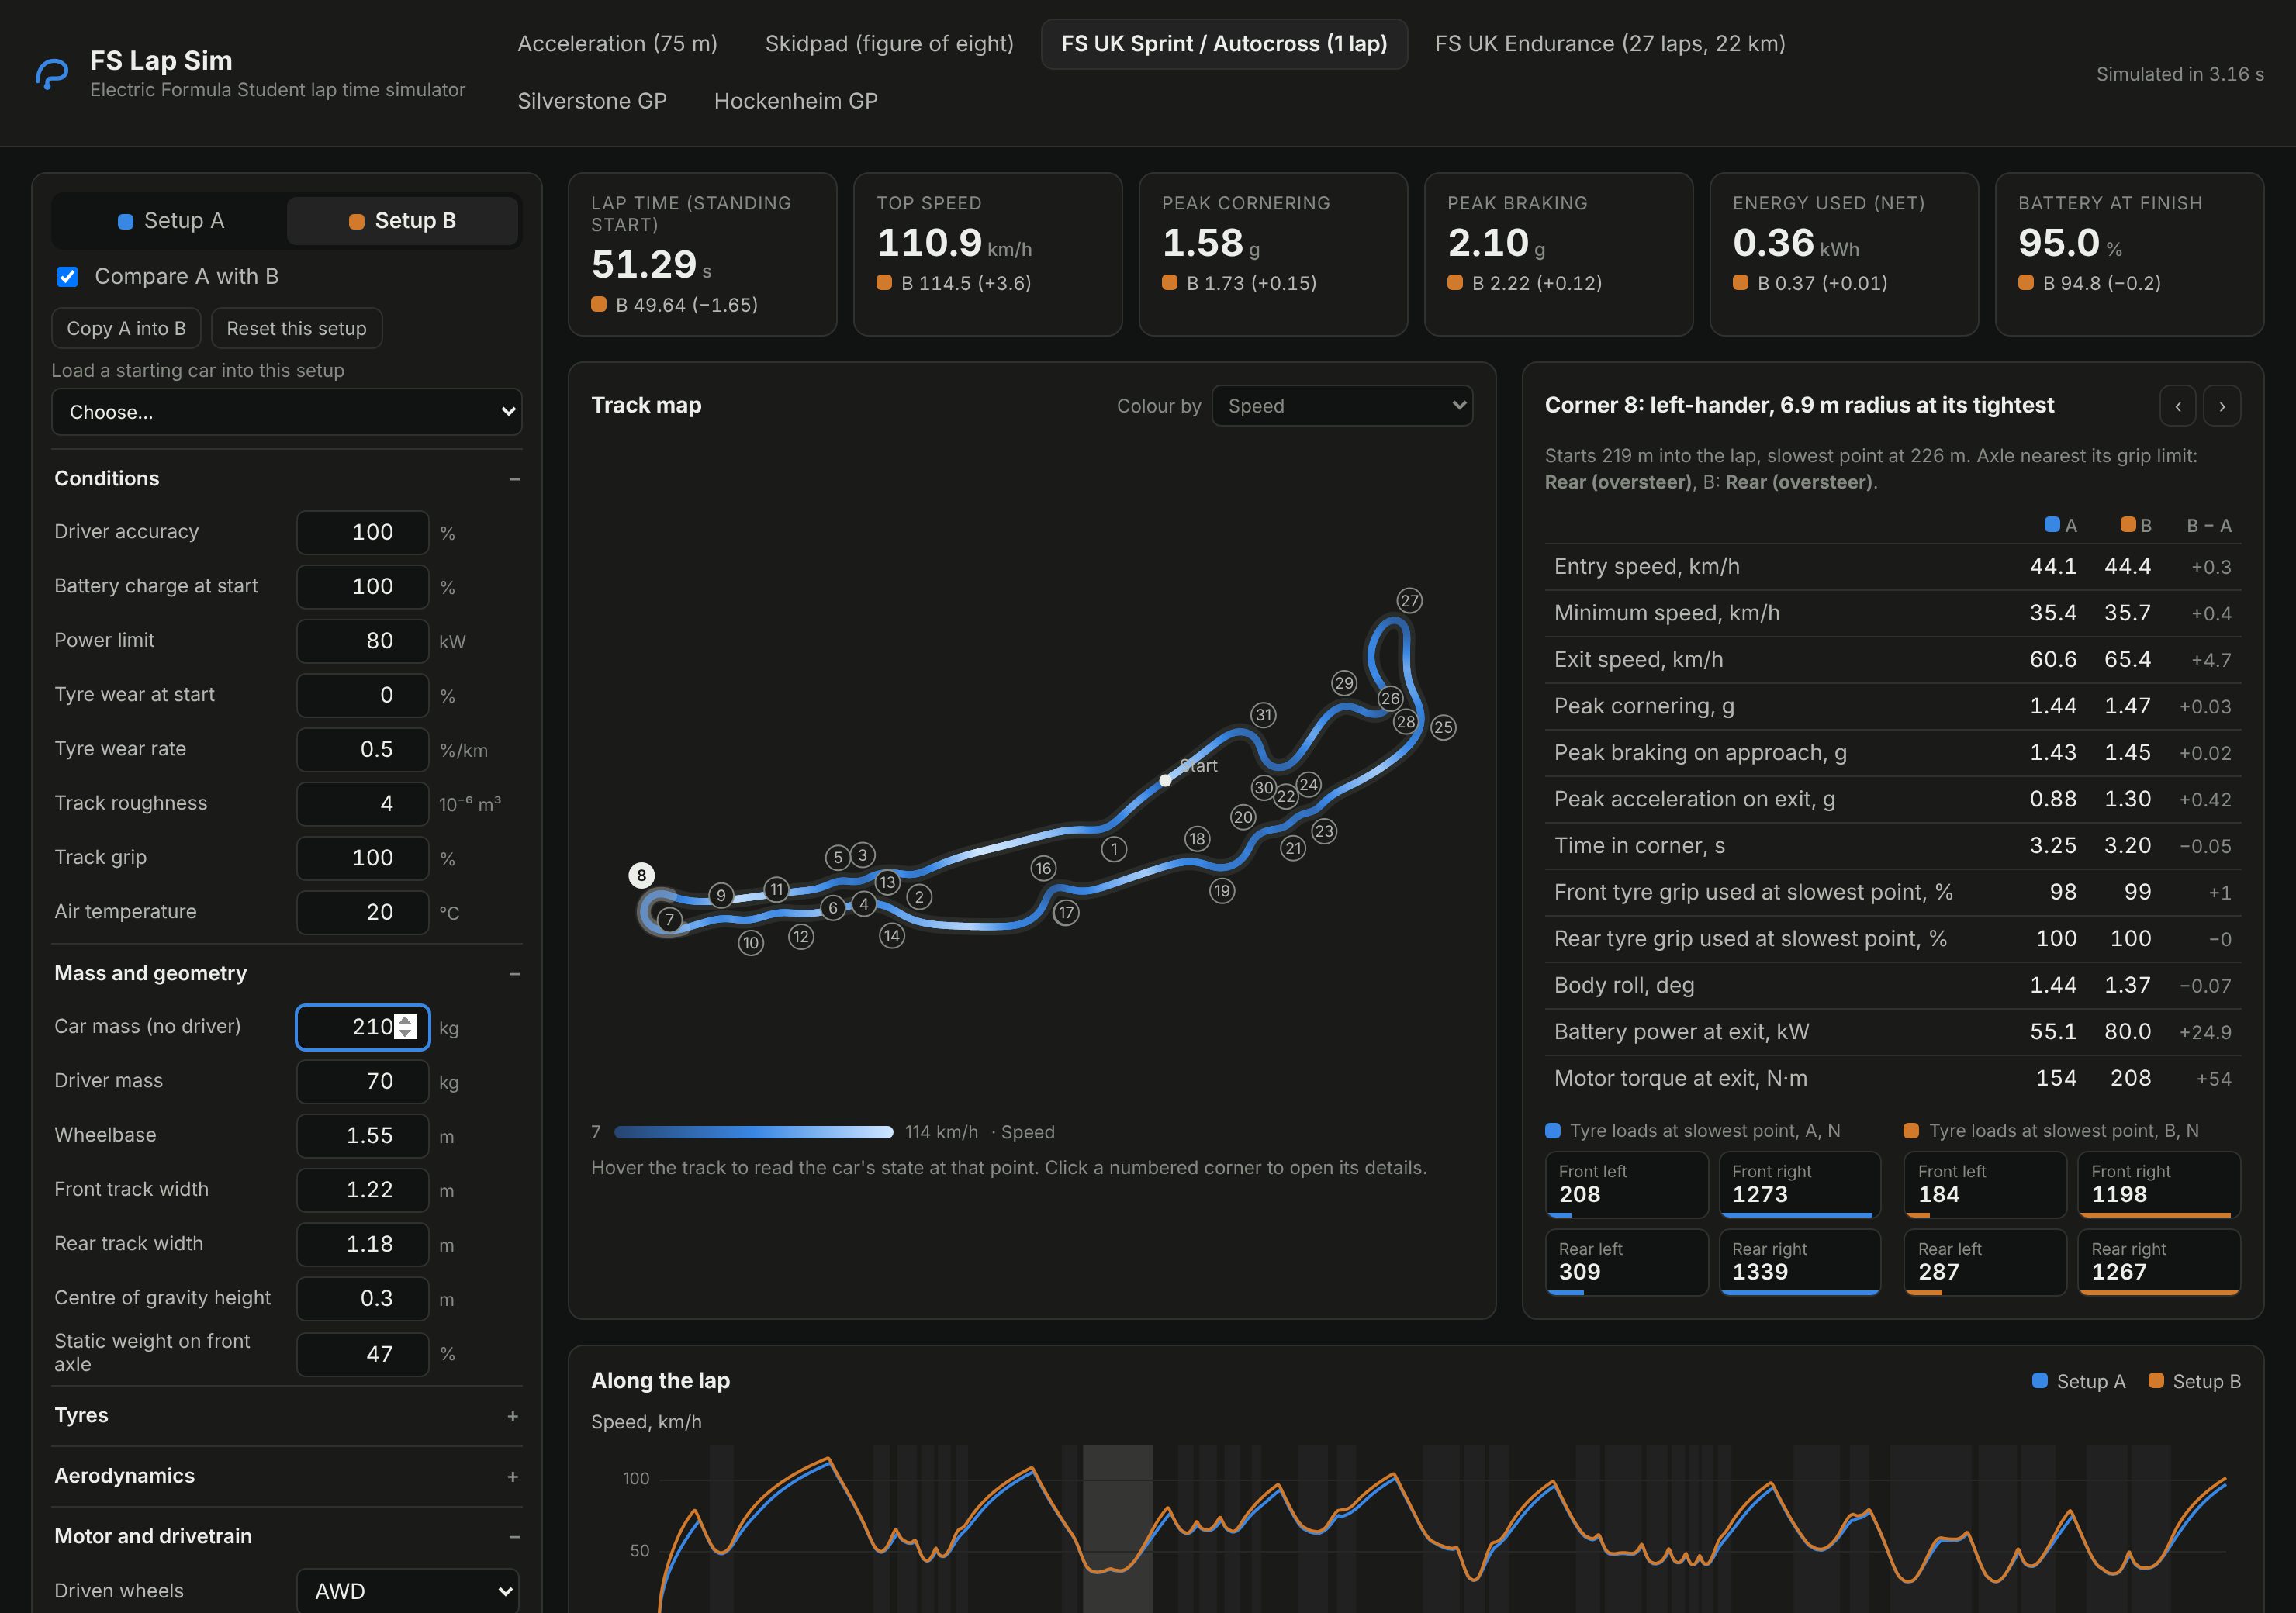 FS Lap Sim
Electric Formula Student lap time simulator
Acceleration (75 m)
Skidpad (figure of eight)
FS UK Sprint / Autocross (1 lap)
FS UK Endurance (27 laps, 22 km)
Silverstone GP
Hockenheim GP
Simulated in 3.16 s
Setup A
Setup B
Compare A with B
Copy A into B
Reset this setup
Load a starting car into this setup
Choose...
Conditions −
Driver accuracy 100 %
Battery charge at start 100 %
Power limit 80 kW
Tyre wear at start 0 %
Tyre wear rate 0.5 %/km
Track roughness 4 10⁻⁶ m³
Track grip 100 %
Air temperature 20 °C
Mass and geometry −
Car mass (no driver) 210 kg
Driver mass 70 kg
Wheelbase 1.55 m
Front track width 1.22 m
Rear track width 1.18 m
Centre of gravity height 0.3 m
Static weight on front
axle 47 %
Tyres +
Aerodynamics +
Motor and drivetrain −
Driven wheels AWD
LAP TIME (STANDING
START)
51.29 s
B 49.64 (−1.65)
TOP SPEED
110.9 km/h
B 114.5 (+3.6)
PEAK CORNERING
1.58 g
B 1.73 (+0.15)
PEAK BRAKING
2.10 g
B 2.22 (+0.12)
ENERGY USED (NET)
0.36 kWh
B 0.37 (+0.01)
BATTERY AT FINISH
95.0 %
B 94.8 (−0.2)
Track map
Colour by Speed
27
29
26
31
28
25
Start
30
22
24
20
23
18
21
1
5
3
16
8
13
11
9
2
19
6
4
17
7
14
12
10
7 114 km/h · Speed
Hover the track to read the car's state at that point. Click a numbered corner to open its details.
Corner 8: left-hander, 6.9 m radius at its tightest
‹ ›
Starts 219 m into the lap, slowest point at 226 m. Axle nearest its grip limit:
Rear (oversteer), B: Rear (oversteer).
A B B − A
Entry speed, km/h 44.1 44.4 +0.3
Minimum speed, km/h 35.4 35.7 +0.4
Exit speed, km/h 60.6 65.4 +4.7
Peak cornering, g 1.44 1.47 +0.03
Peak braking on approach, g 1.43 1.45 +0.02
Peak acceleration on exit, g 0.88 1.30 +0.42
Time in corner, s 3.25 3.20 −0.05
Front tyre grip used at slowest point, % 98 99 +1
Rear tyre grip used at slowest point, % 100 100 −0
Body roll, deg 1.44 1.37 −0.07
Battery power at exit, kW 55.1 80.0 +24.9
Motor torque at exit, N·m 154 208 +54
Tyre loads at slowest point, A, N
Front left
208
Front right
1273
Rear left
309
Rear right
1339
Tyre loads at slowest point, B, N
Front left
184
Front right
1198
Rear left
287
Rear right
1267
Along the lap
Setup A Setup B
Speed, km/h
100
50